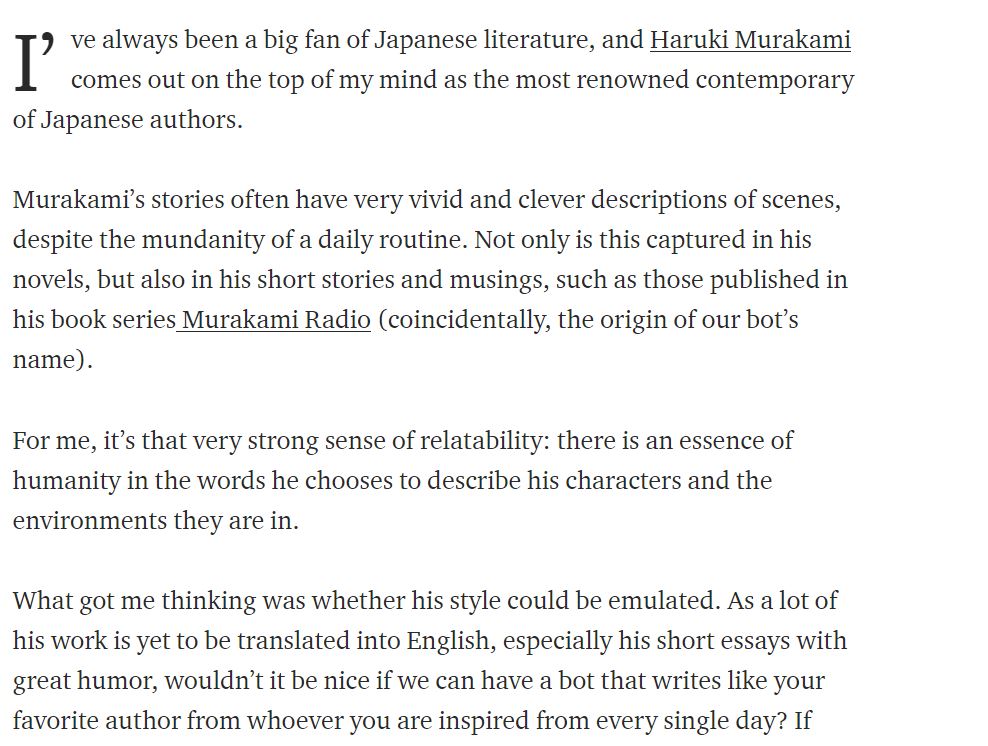 I've always been a big fan of Japanese literature, and Haruki Murakami
comes out on the top of my mind as the most renowned contemporary
of Japanese authors.
Murakami's stories often have very vivid and clever descriptions of scenes,
despite the mundanity of a daily routine. Not only is this captured in his
novels, but also in his short stories and musings, such as those published in
his book series Murakami Radio (coincidentally, the origin of our bot's
name).
For me, it's that very strong sense of relatability: there is an essence of
humanity in the words he chooses to describe his characters and the
environments they are in.
What got me thinking was whether his style could be emulated. As a lot of
his work is yet to be translated into English, especially his short essays with
great humor, wouldn't it be nice if we can have a bot that writes like your
favorite author from whoever you are inspired from every single day? If